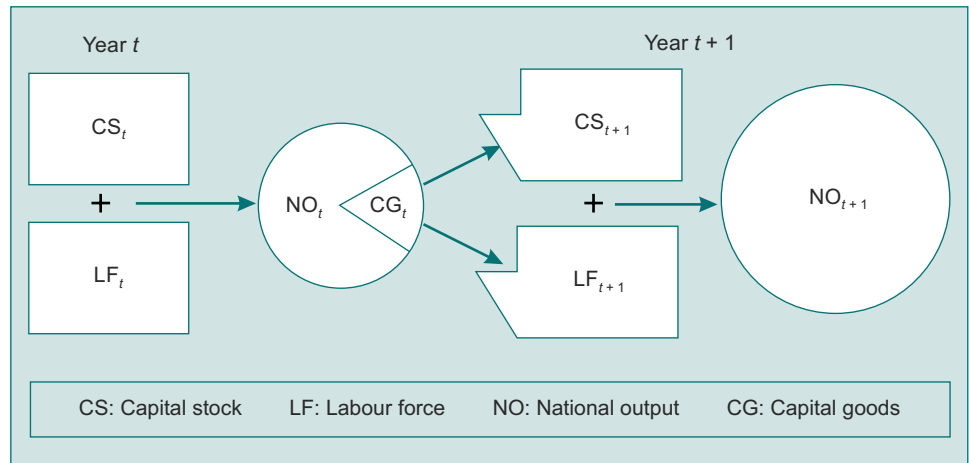 Year t
Year t + 1
CSt
+
LFt
NOt
CGt
CSt + 1
+
LFt + 1
NOt + 1
CS: Capital stock LF: Labour force NO: National output CG: Capital goods